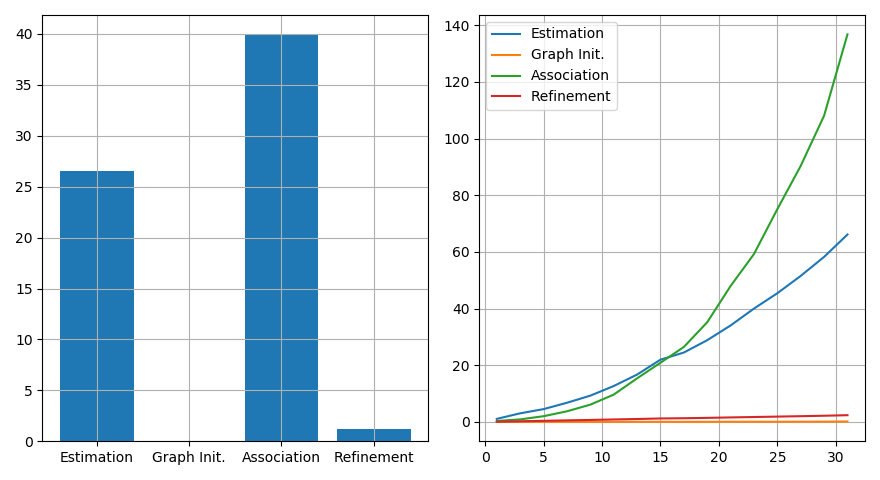 40
35
30
25
20
15
10
5
0
Estimation Graph Init. Association Refinement
140
120
100
80
60
40
20
0
0 5 10 15 20 25 30
Estimation
Graph Init.
Association
Refinement